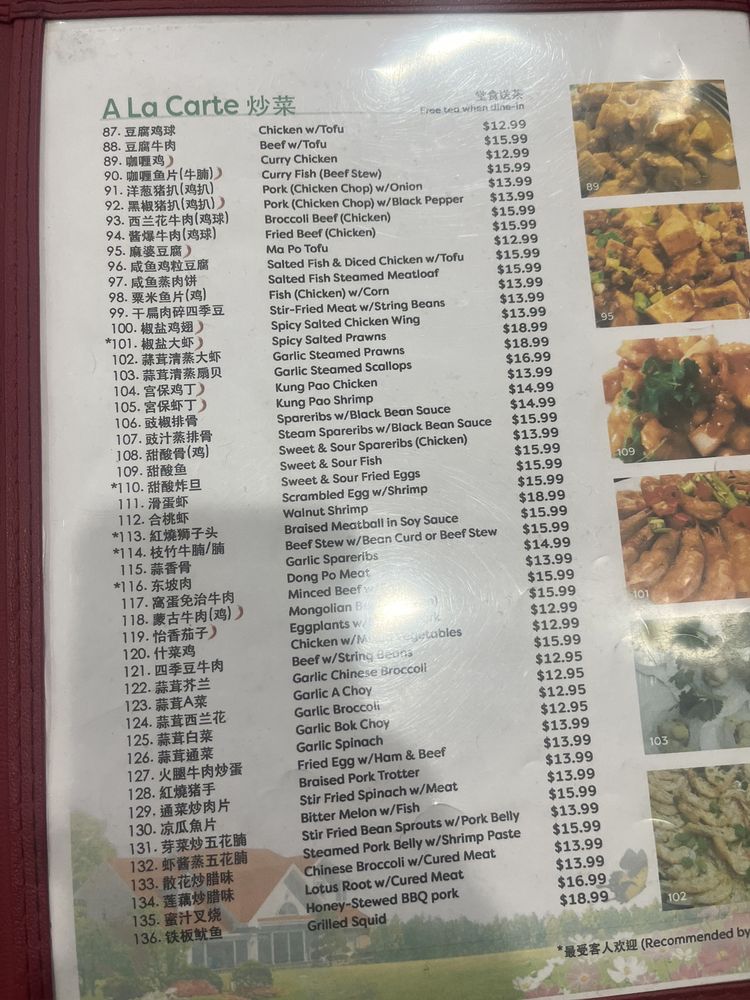 A La Carte 炒菜
堂食送茶
Free tea when dine-in
87. 豆腐鸡球 Chicken w/Tofu $12.99
88. 豆腐牛肉 Beef w/Tofu $15.99
89. 咖喱鸡 Curry Chicken $12.99
90. 咖喱鱼片(牛腩) Curry Fish (Beef Stew) $15.99
91. 洋葱猪扒(鸡扒) Pork (Chicken Chop) w/Onion $13.99
92. 黑椒猪扒(鸡扒) Pork (Chicken Chop) w/Black Pepper $13.99
93. 西兰花牛肉(鸡球) Broccoli Beef (Chicken) $15.99
94. 酱爆牛肉(鸡球) Fried Beef (Chicken) $15.99
95. 麻婆豆腐 Ma Po Tofu $12.99
96. 咸鱼鸡粒豆腐 Salted Fish & Diced Chicken w/Tofu $15.99
97. 咸鱼蒸肉饼 Salted Fish Steamed Meatloaf $15.99
98. 粟米鱼片(鸡) Fish (Chicken) w/Corn $13.99
99. 干扁肉碎四季豆 Stir-Fried Meat w/String Beans $13.99
100. 椒盐鸡翅 Spicy Salted Chicken Wing $13.99
*101. 椒盐大虾 Spicy Salted Prawns $18.99
102. 蒜茸清蒸大虾 Garlic Steamed Prawns $18.99
103. 蒜茸清蒸扇贝 Garlic Steamed Scallops $16.99
104. 宫保鸡丁 Kung Pao Chicken $13.99
105. 宫保虾丁 Kung Pao Shrimp $14.99
106. 豉椒排骨 Spareribs w/Black Bean Sauce $14.99
107. 豉汁蒸排骨 Steam Spareribs w/Black Bean Sauce $15.99
108. 甜酸骨(鸡) Sweet & Sour Spareribs (Chicken) $13.99
109. 甜酸鱼 Sweet & Sour Fish $15.99
*110. 甜酸炸旦 Sweet & Sour Fried Eggs $15.99
111. 滑蛋虾 Scrambled Egg w/Shrimp $15.99
112. 合桃虾 Walnut Shrimp $18.99
*113. 紅燒狮子头 Braised Meatball in Soy Sauce $15.99
*114. 枝竹牛腩/腩 Beef Stew w/Bean Curd or Beef Stew $15.99
115. 蒜香骨 Garlic Spareribs $14.99
*116. 东坡肉 Dong Po Meat $13.99
117. 窝蛋免治牛肉 Minced Beef $15.99
118. 蒙古牛肉(鸡) Mongolian $15.99
119. 怡香茄子 Eggplants $12.99
120. 什菜鸡 Chicken w/Mixed Vegetables $12.99
121. 四季豆牛肉 Beef w/String Beans $15.99
122. 蒜茸芥兰 Garlic Chinese Broccoli $12.95
123. 蒜茸A菜 Garlic A Choy $12.95
124. 蒜茸西兰花 Garlic Broccoli $12.95
125. 蒜茸白菜 Garlic Bok Choy $12.95
126. 蒜茸通菜 Garlic Spinach $13.99
127. 火腿牛肉炒蛋 Fried Egg w/Ham & Beef $13.99
128. 紅燒猪手 Braised Pork Trotter $13.99
129. 通菜炒肉片 Stir Fried Spinach w/Meat $13.99
130. 凉瓜魚片 Bitter Melon w/Fish $15.99
131. 芽菜炒五花腩 Stir Fried Bean Sprouts w/Pork Belly $13.99
132. 虾酱蒸五花腩 Steamed Pork Belly w/Shrimp Paste $15.99
133. 散花炒腊味 Chinese Broccoli w/Cured Meat $13.99
134. 莲藕炒腊味 Lotus Root w/Cured Meat $13.99
135. 蜜汁叉烧 Honey-Stewed BBQ pork $16.99
136. 铁板鱿鱼 Grilled Squid $18.99
89
95
109
101
103
102
*最受客人欢迎 (Recommended by